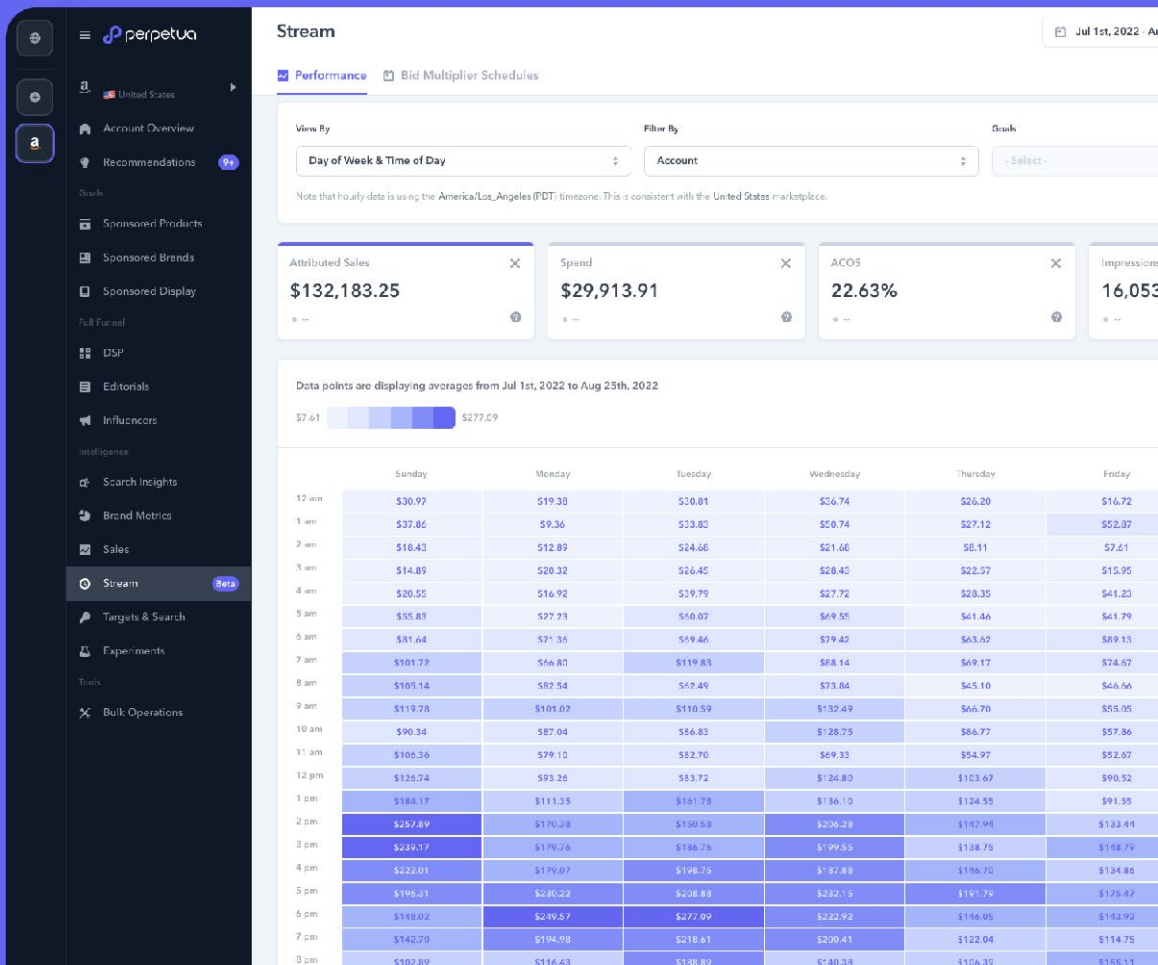 perpetua
United States
Account Overview
Recommendations 9+
Goals
Sponsored Products
Sponsored Brands
Sponsored Display
Full Funnel
DSP
Editorials
Influencers
Intelligence
Search Insights
Brand Metrics
Sales
Stream Beta
Targets & Search
Experiments
Tools
Bulk Operations
Stream
Jul 1st, 2022 - Au
Performance Bid Multiplier Schedules
View By Filter By Goals
Day of Week & Time of Day Account - Select -
Note that hourly data is using the America/Los_Angeles (PDT) timezone. This is consistent with the United States marketplace.
Attributed Sales Spend ACOS Impressions
$132,183.25 $29,913.91 22.63% 16,053
-- -- -- --
Data points are displaying averages from Jul 1st, 2022 to Aug 25th, 2022
$7.61 $277.09
Sunday Monday Tuesday Wednesday Thursday Friday
12 am $30.97 $19.38 $30.81 $36.74 $26.20 $16.72
1 am $37.86 $9.36 $33.83 $50.74 $27.12 $52.87
2 am $18.43 $12.89 $24.68 $21.68 $8.11 $7.61
3 am $14.89 $20.32 $26.45 $28.43 $22.57 $15.95
4 am $20.55 $16.92 $39.79 $27.72 $28.35 $41.23
5 am $55.83 $27.23 $60.07 $69.55 $41.46 $41.79
6 am $81.64 $71.36 $69.46 $79.42 $63.62 $89.13
7 am $101.72 $66.80 $119.83 $88.14 $69.17 $74.67
8 am $105.14 $82.54 $62.49 $73.84 $45.10 $46.66
9 am $119.78 $101.02 $110.59 $132.49 $66.70 $55.05
10 am $90.34 $87.04 $86.83 $128.75 $86.77 $57.86
11 am $106.36 $79.10 $82.70 $69.33 $54.97 $52.67
12 pm $126.74 $93.26 $83.72 $124.80 $103.67 $90.52
1 pm $184.17 $111.35 $161.78 $136.10 $124.55 $91.55
2 pm $257.89 $170.38 $150.58 $206.28 $147.94 $133.44
3 pm $239.17 $179.76 $186.76 $199.55 $138.75 $148.79
4 pm $222.01 $179.07 $198.75 $187.88 $146.70 $134.86
5 pm $196.31 $230.22 $208.88 $232.15 $191.79 $175.47
6 pm $148.02 $249.57 $277.09 $222.92 $146.05 $143.92
7 pm $142.70 $194.98 $218.61 $200.41 $122.04 $114.75
8 pm $102.89 $116.43 $188.89 $140.38 $106.39 $155.11